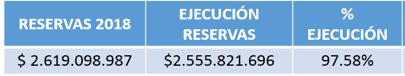 RESERVAS 2018
EJECUCIÓN
RESERVAS
%
EJECUCIÓN
$ 2.619.098.987
$2.555.821.696
97.58%